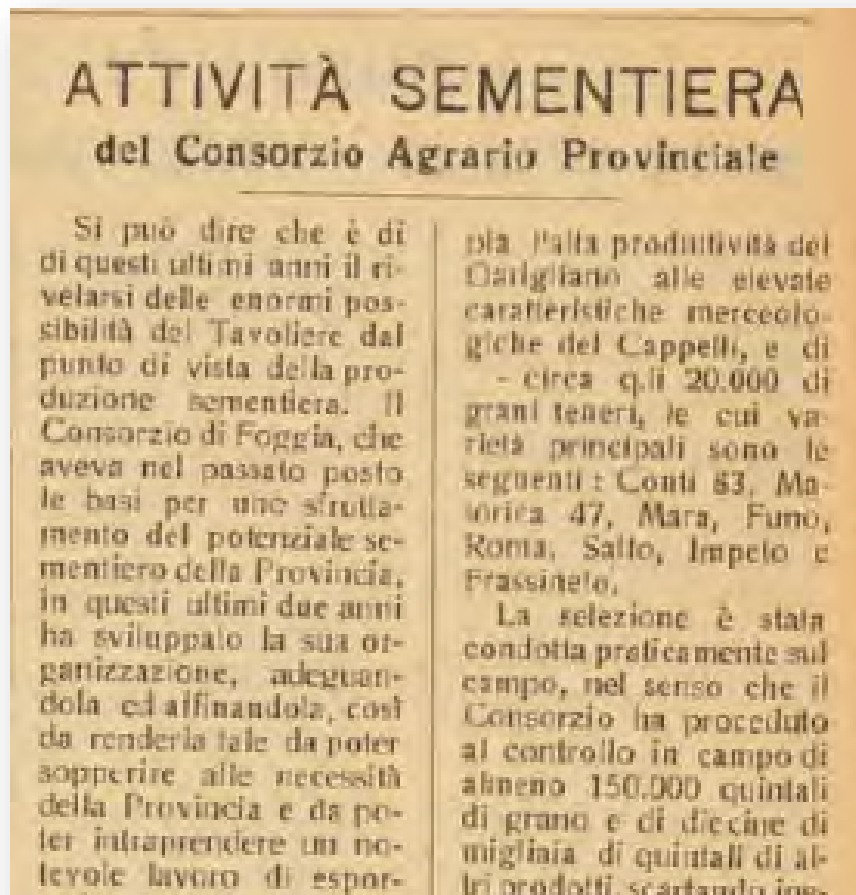 ATTIVITÀ SEMENTIERA
del Consorzio Agrario Provinciale
Si può dire che è di
di questi ultimi anni il ri-
velarsi delle enormi pos-
sibilità del Tavoliere dal
punto di vista della pro-
duzione sementiera. Il
Consorzio di Foggia, che
aveva nel passato posto
le basi per uno sfrutta-
mento del potenziale se-
mentiero della Provincia,
in questi ultimi due anni
ha sviluppato la sua or-
ganizzazione, adeguan-
dola ed affinandola, così
da renderla tale da poter
sopperire alle necessità
della Provincia e da po-
ter intraprendere un no-
tevole lavoro di espor-
pia l'alta produttività del
Garigliano alle elevate
caratteristiche merceolo-
giche del Cappelli, e di
- circa q.li 20.000 di
grani teneri, le cui va-
rietà principali sono le
seguenti : Conti 63, Ma-
iorica 47, Mara, Funo,
Roma, Salto, Impeto e
Frassineto.
La selezione è stata
condotta praticamente sul
campo, nel senso che il
Consorzio ha proceduto
al controllo in campo di
almeno 150.000 quintali
di grano e di diecine di
migliaia di quintali di al-
tri prodotti, scartando